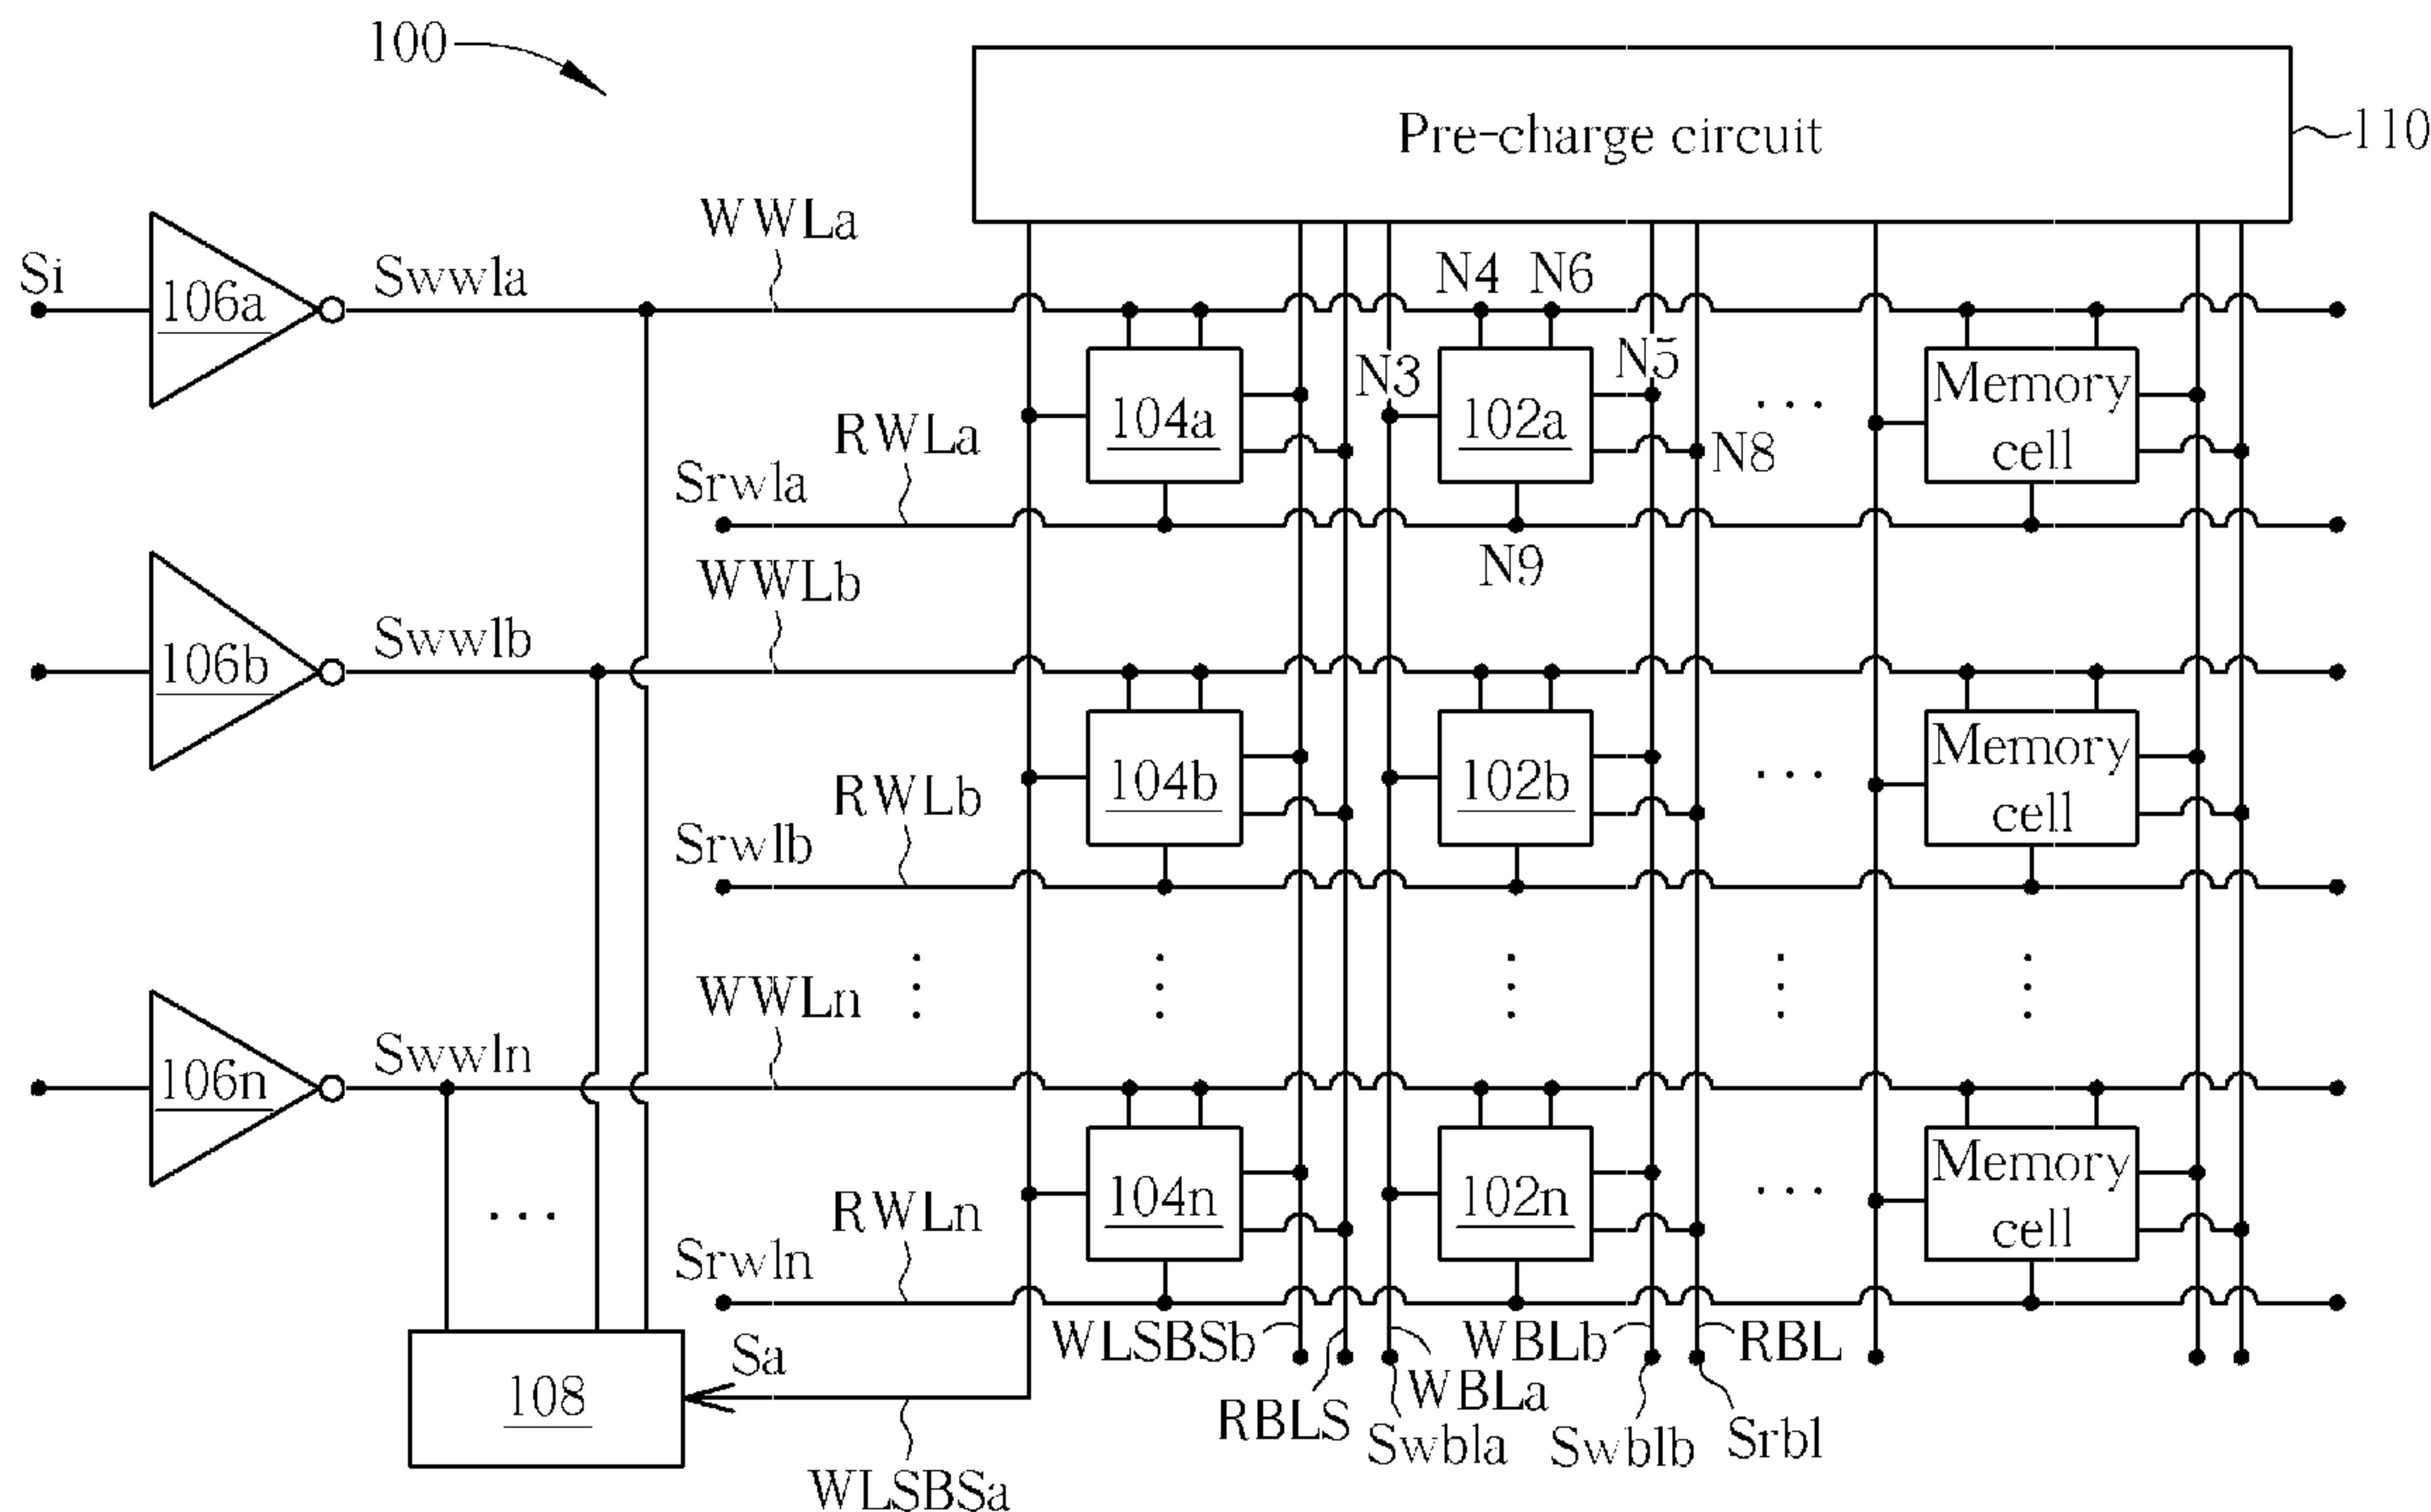 100
Pre-charge circuit
110
WWLa
Si
106a
Swwla
N4 N6
N3
N5
104a
102a
...
Memory
cell
RWLa
N8
Srwla
N9
WWLb
106b
Swwlb
104b
102b
...
Memory
cell
RWLb
Srwlb
WWLn
106n
Swwln
104n
102n
...
Memory
cell
...
RWLn
Srwln
WLSBSb
WBLb
RBL
Sa
108
WBLa
RBLS
Swbla
Swblb
Srbl
WLSBSa